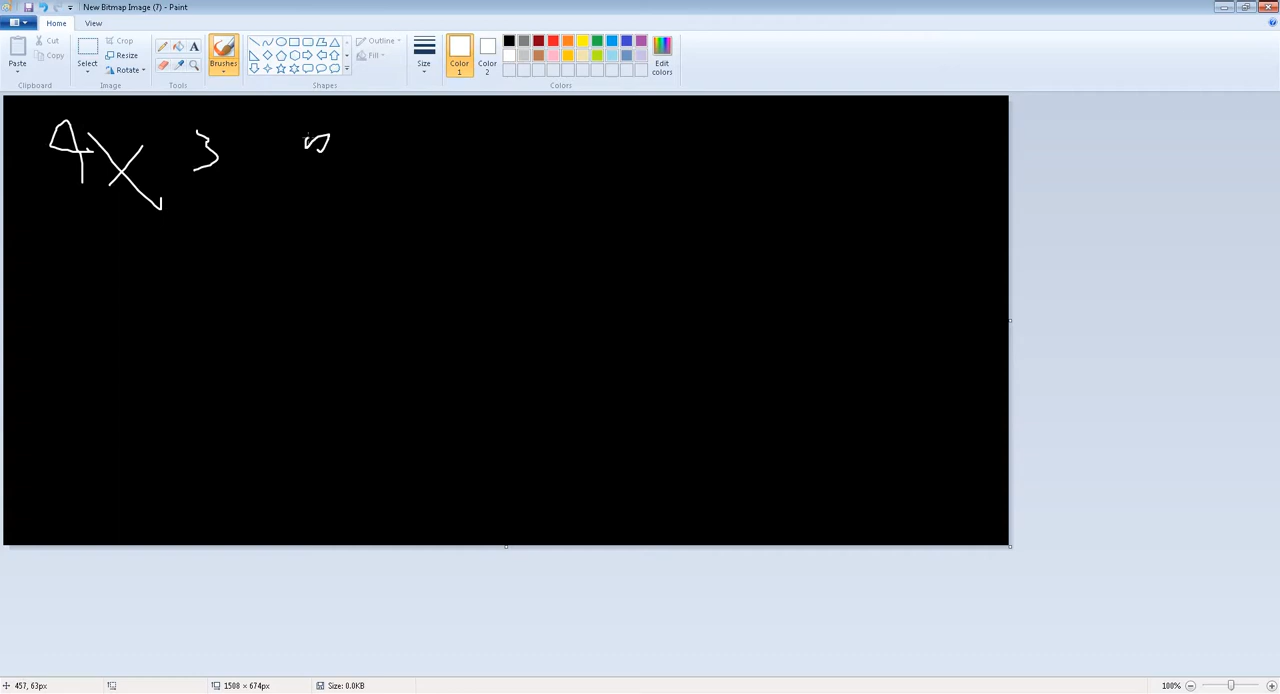 New Bitmap Image (7) - Paint
Home View
Paste Cut Copy Clipboard
Select Crop Resize Rotate Image
A Tools
Brushes
Outline Fill Shapes
Size
Color 1 Color 2 Edit colors Colors
4x 3
457, 63px 1508 × 674px Size: 0.0KB 100%